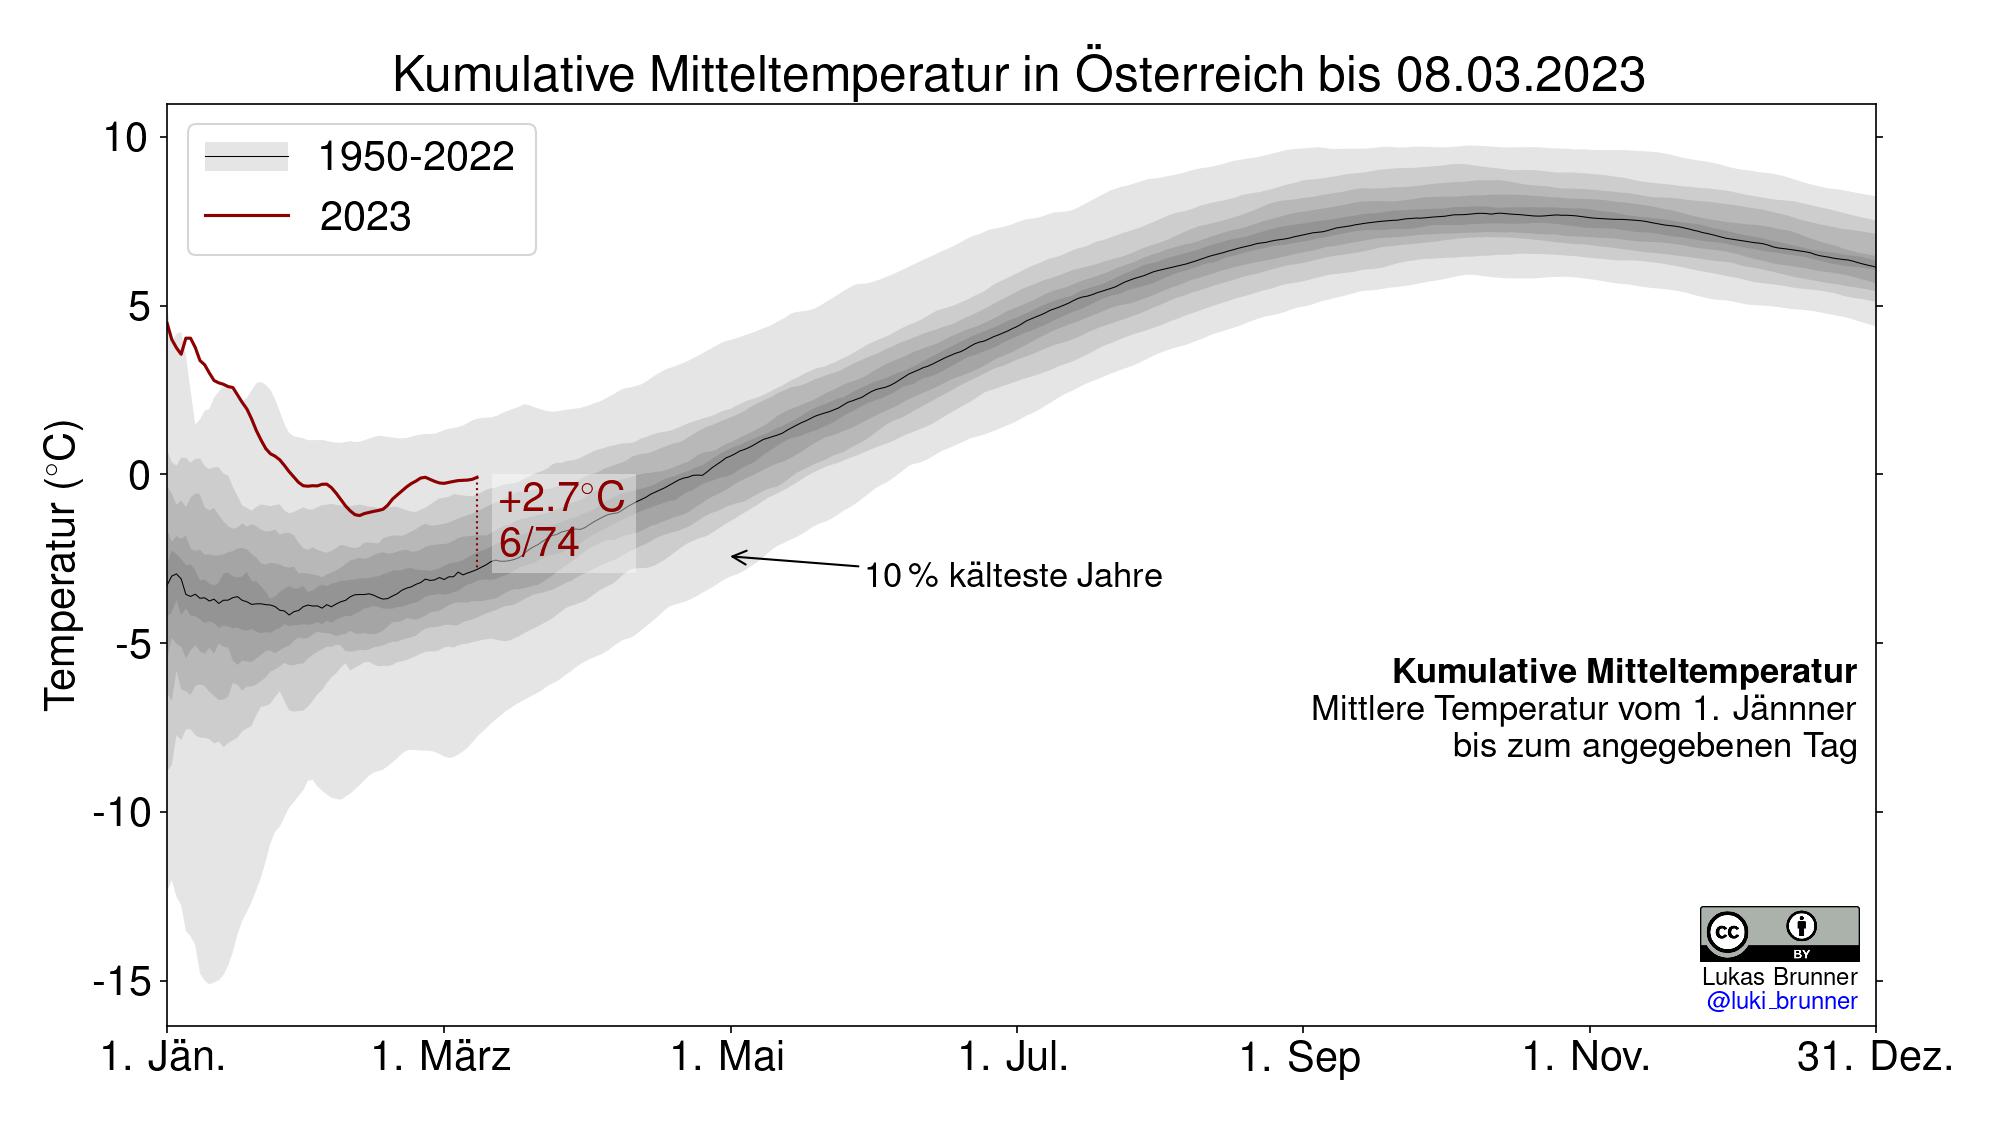 Kumulative Mitteltemperatur in Österreich bis 08.03.2023
1950-2022
2023
Temperatur (°C)
10
5
0
-5
-10
-15
+2.7°C
6/74
10 % kälteste Jahre
Kumulative Mitteltemperatur
Mittlere Temperatur vom 1. Jännner
bis zum angegebenen Tag
cc
BY
Lukas Brunner
@luki_brunner
1. Jän.
1. März
1. Mai
1. Jul.
1. Sep
1. Nov.
31. Dez.